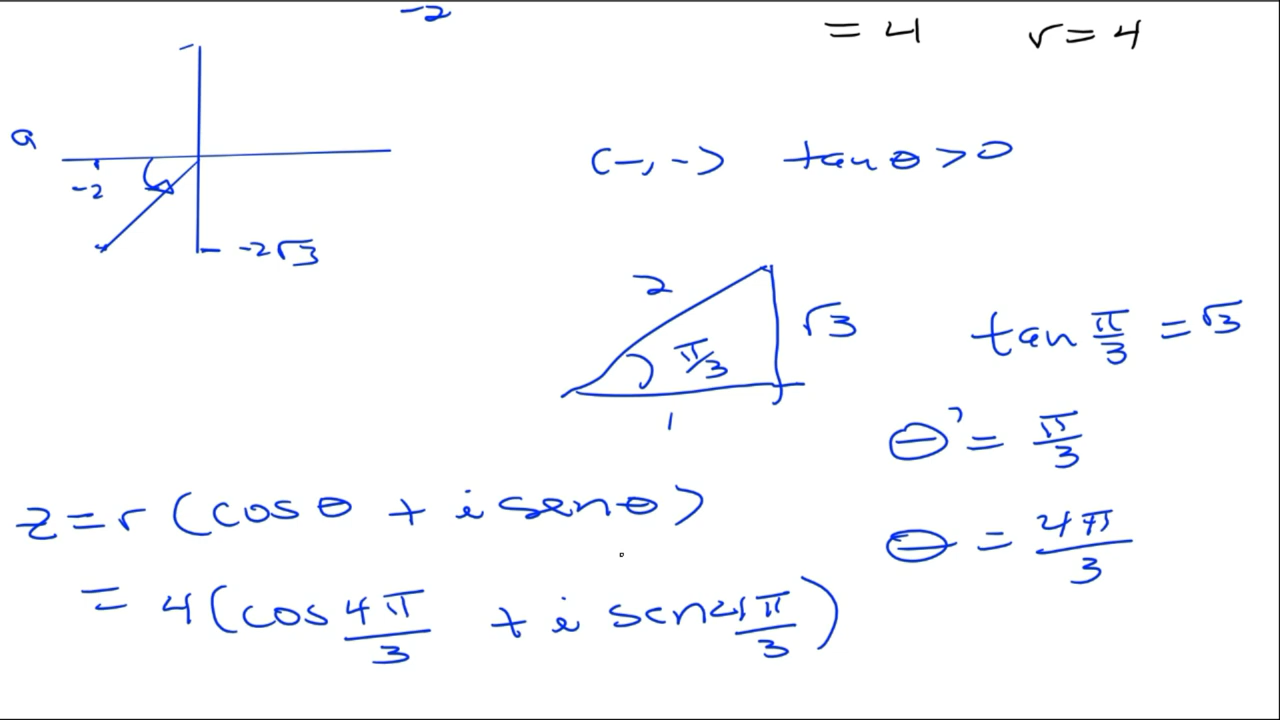 -2
= 4 r = 4
a
-2
-2√3
(-, -) tan θ > 0
2
√3
π/3
1
tan π/3 = √3
θ' = π/3
θ = 4π/3
z = r (cos θ + i sen θ)
= 4 (cos 4π/3 + i sen 4π/3)